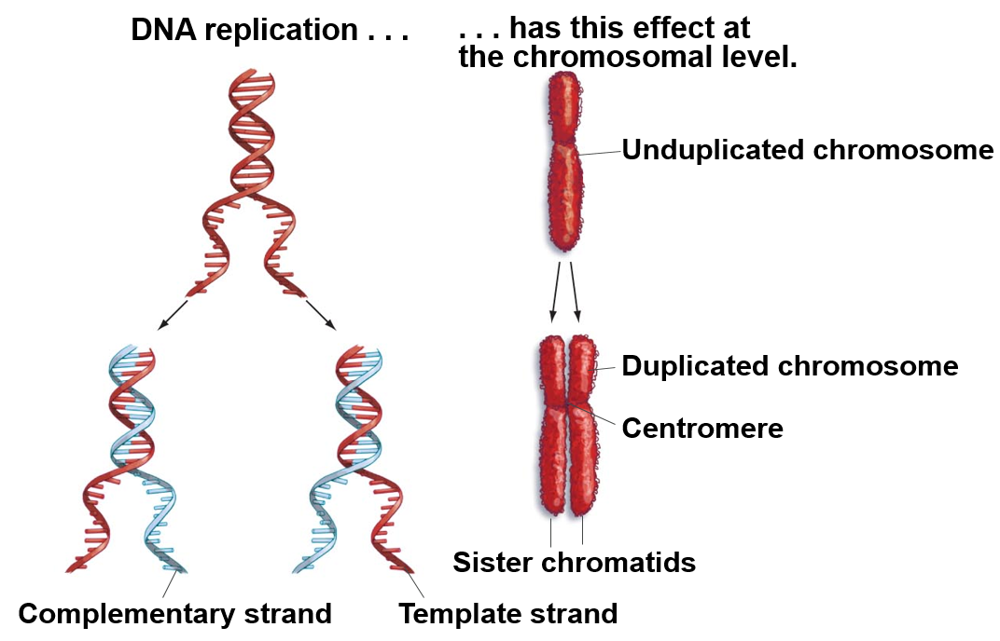 DNA replication . . .
. . . has this effect at
the chromosomal level.
Unduplicated chromosome
Duplicated chromosome
Centromere
Sister chromatids
Complementary strand
Template strand